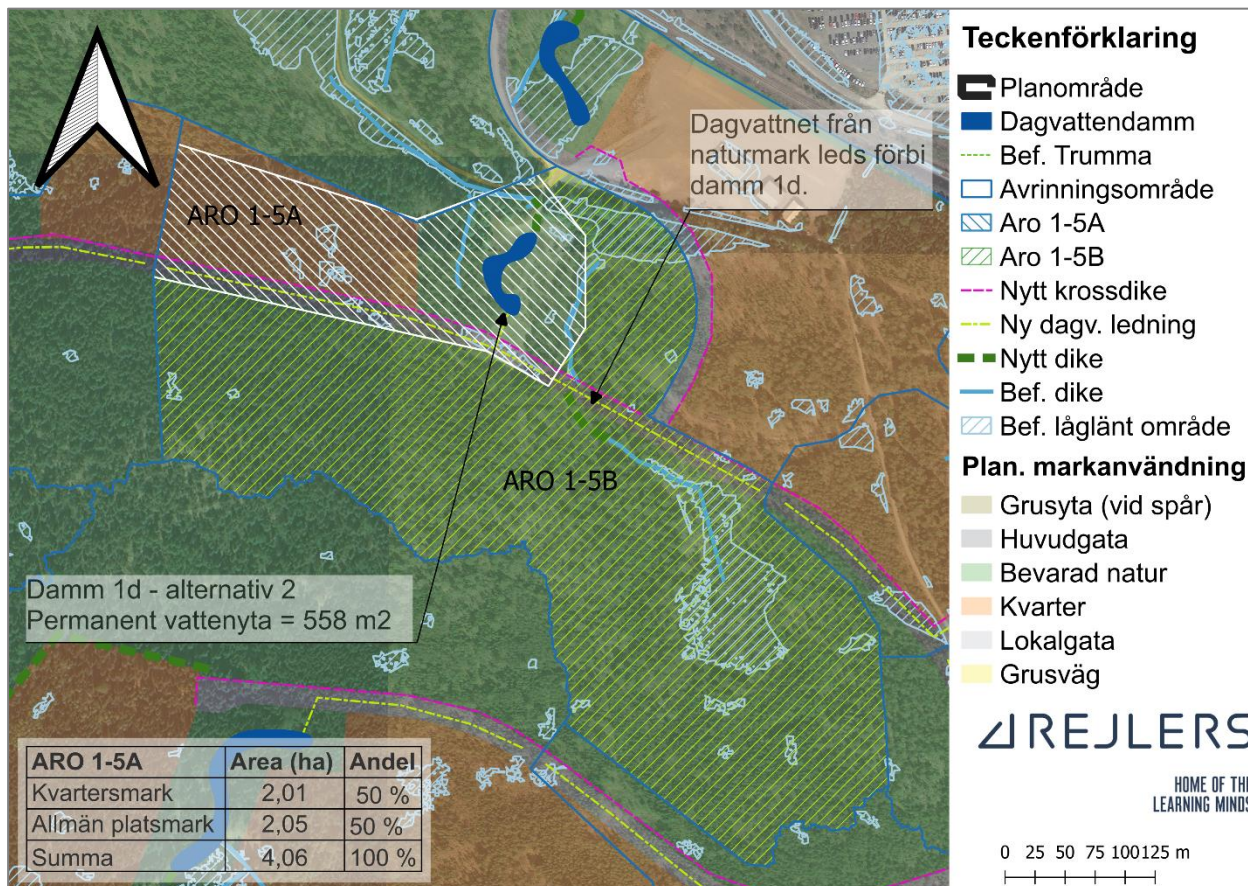 ARO 1-5A
Dagvattnet från
naturmark leds förbi
damm 1d.
ARO 1-5B
Damm 1d - alternativ 2
Permanent vattenyta = 558 m2
ARO 1-5A Area (ha) Andel
Kvartersmark 2,01 50 %
Allmän platsmark 2,05 50 %
Summa 4,06 100 %
Teckenförklaring
Planområde
Dagvattendamm
Bef. Trumma
Avrinningsområde
Aro 1-5A
Aro 1-5B
Nytt krossdike
Ny dagv. ledning
Nytt dike
Bef. dike
Bef. låglänt område
Plan. markanvändning
Grusyta (vid spår)
Huvudgata
Bevarad natur
Kvarter
Lokalgata
Grusväg
REJLERS
HOME OF THE
LEARNING MINDS
0 25 50 75 100 125 m